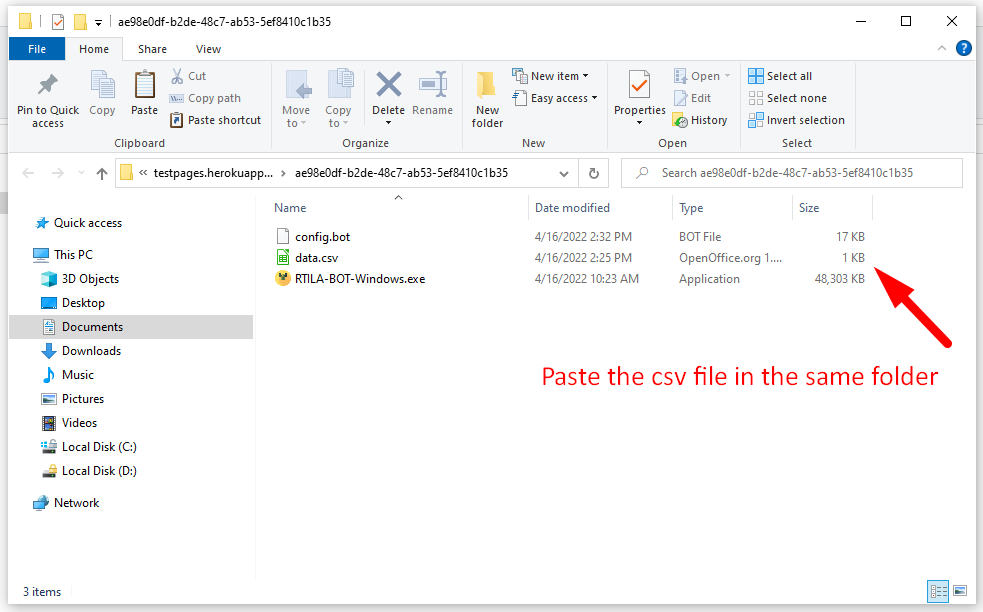 ae98e0df-b2de-48c7-ab53-5ef8410c1b35
File Home Share View
Pin to Quick access
Copy
Paste
Cut
Copy path
Paste shortcut
Clipboard
Move to
Copy to
Delete
Rename
Organize
New folder
New item
Easy access
New
Properties
Open
Edit
History
Open
Select all
Select none
Invert selection
Select
« testpages.herokuapp... > ae98e0df-b2de-48c7-ab53-5ef8410c1b35
Search ae98e0df-b2de-48c7-ab53-5ef8410c1b35
Quick access
This PC
3D Objects
Desktop
Documents
Downloads
Music
Pictures
Videos
Local Disk (C:)
Local Disk (D:)
Network
Name Date modified Type Size
config.bot 4/16/2022 2:32 PM BOT File 17 KB
data.csv 4/16/2022 2:25 PM OpenOffice.org 1.... 1 KB
RTILA-BOT-Windows.exe 4/16/2022 10:23 AM Application 48,303 KB
Paste the csv file in the same folder
3 items